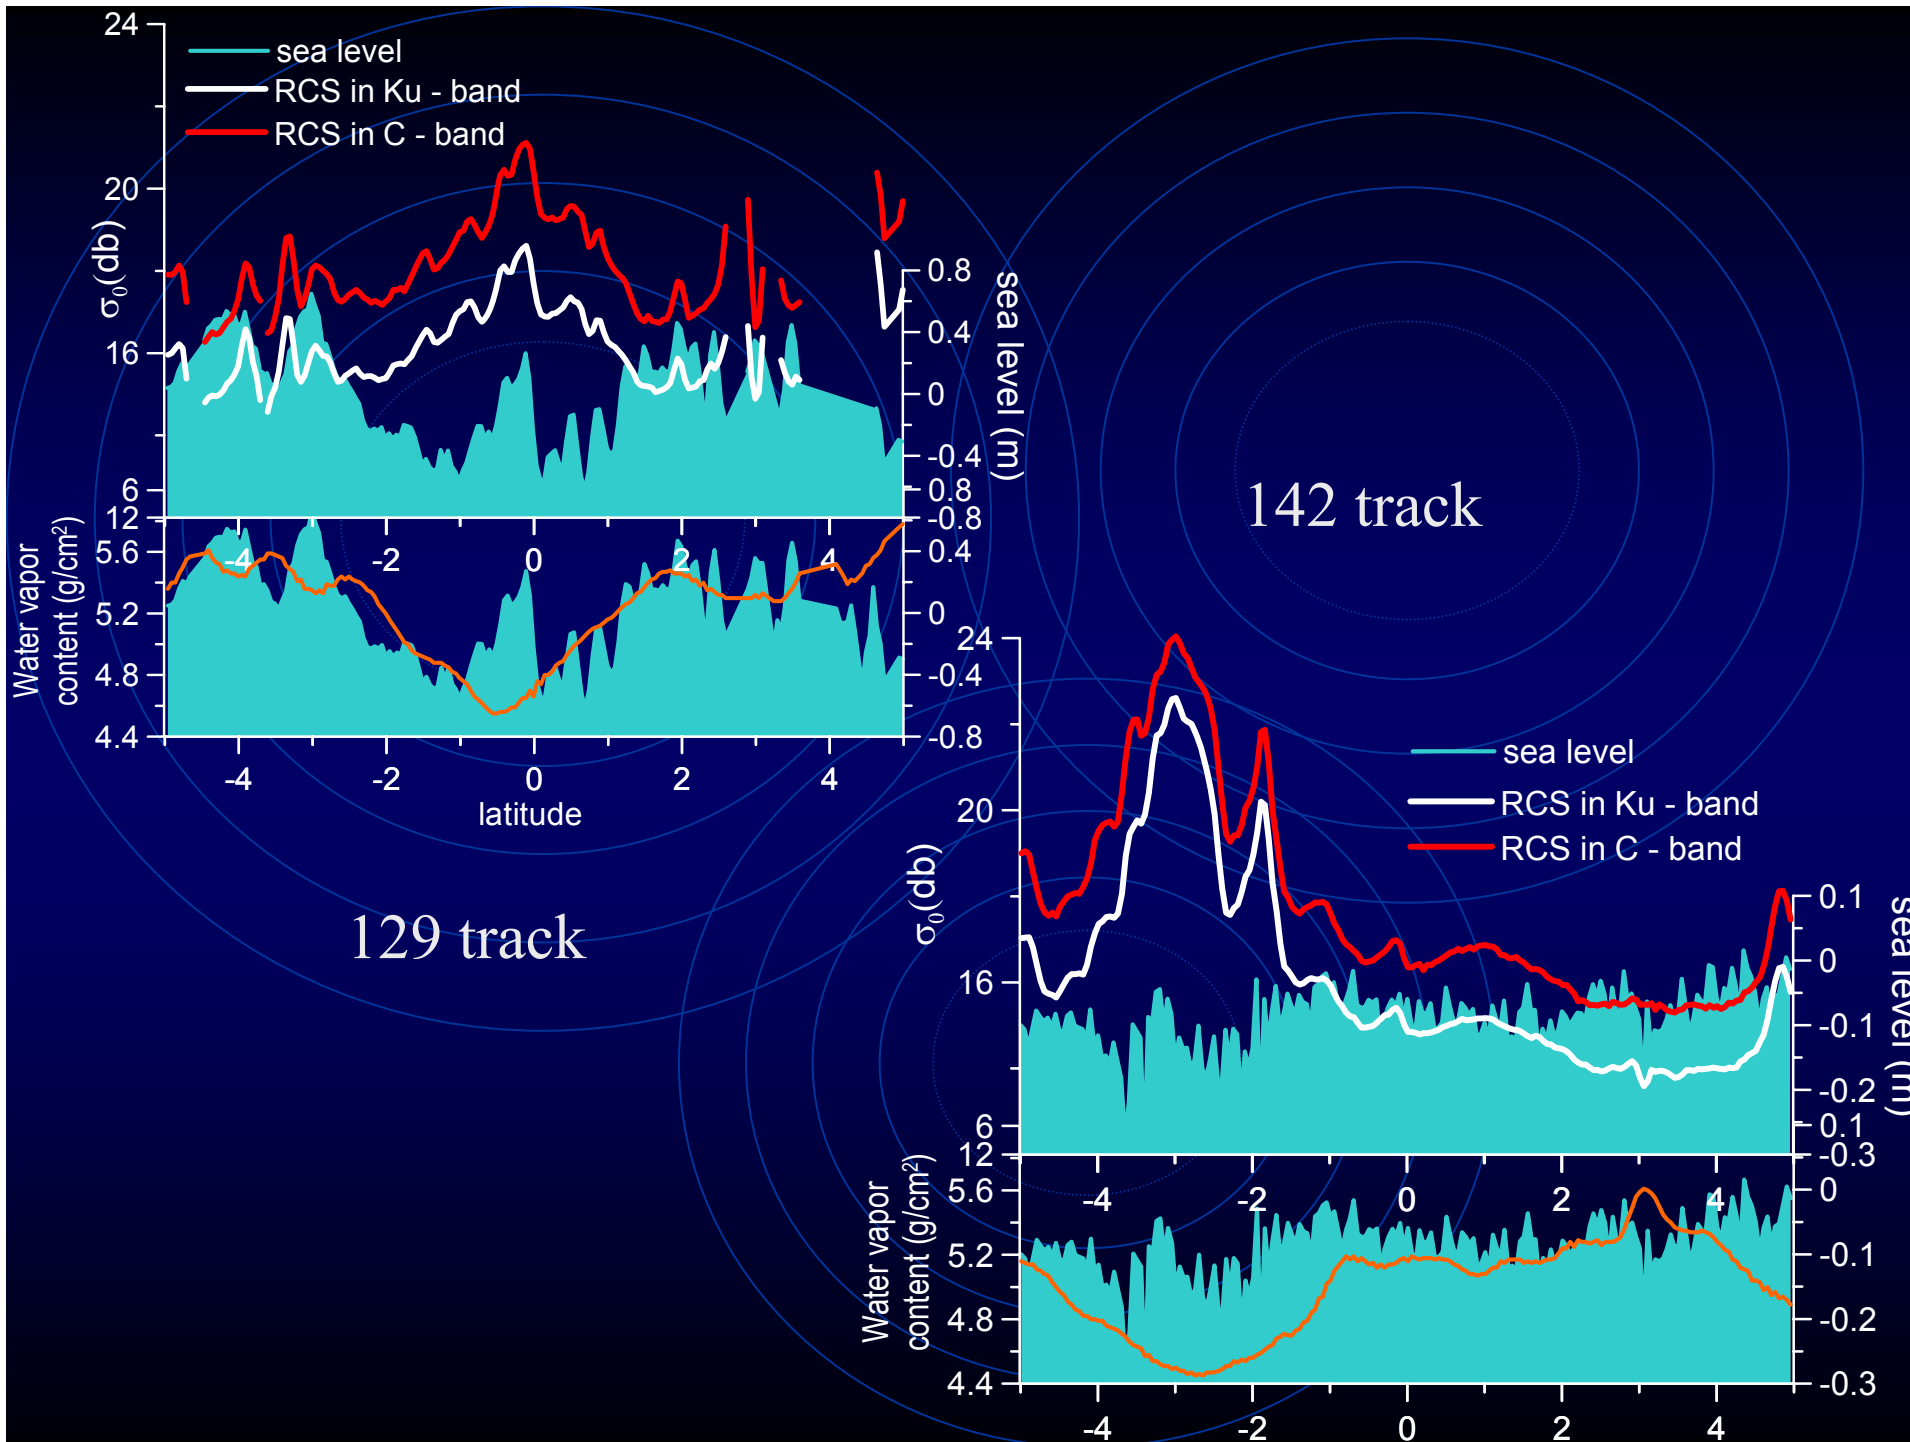 24
sea level
RCS in Ku - band
RCS in C - band
20
σ₀(db)
16
0.8
0.4
0
-0.4
sea level (m)
6
0.8
12
-0.8
5.6
0.4
5.2
0
4.8
-0.4
4.4
-0.8
Water vapor
content (g/cm²)
-4 -2 0 2 4
-4 -2 0 2 4
latitude
129 track
142 track
24
sea level
RCS in Ku - band
RCS in C - band
20
σ₀(db)
16
0.1
0
-0.1
-0.2
sea level (m)
6
0.1
12
-0.3
5.6
0
5.2
-0.1
4.8
-0.2
4.4
-0.3
Water vapor
content (g/cm²)
-4 -2 0 2 4
-4 -2 0 2 4